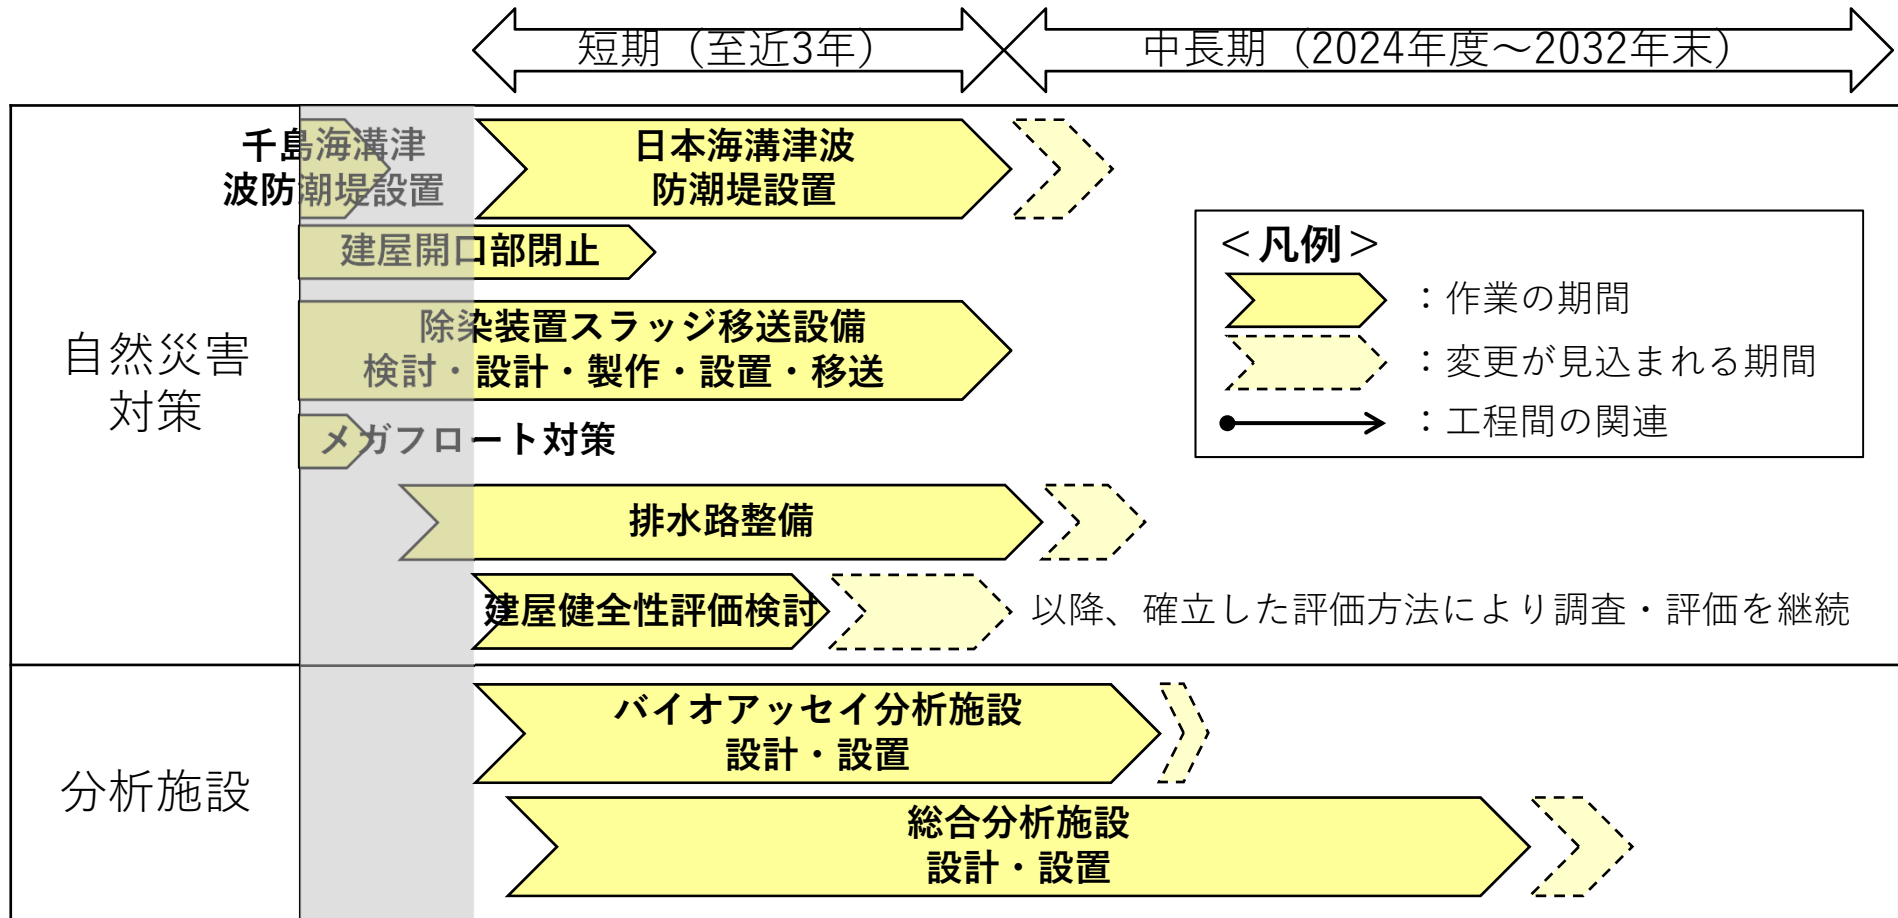 短期（至近3年）
中長期（2024年度～2032年末）
自然災害
対策
千島海溝津
波防潮堤設置
日本海溝津波
防潮堤設置
建屋開口部閉止
除染装置スラッジ移送設備
検討・設計・製作・設置・移送
メガフロート対策
排水路整備
建屋健全性評価検討
以降、確立した評価方法により調査・評価を継続
＜凡例＞
：作業の期間
：変更が見込まれる期間
：工程間の関連
分析施設
バイオアッセイ分析施設
設計・設置
総合分析施設
設計・設置